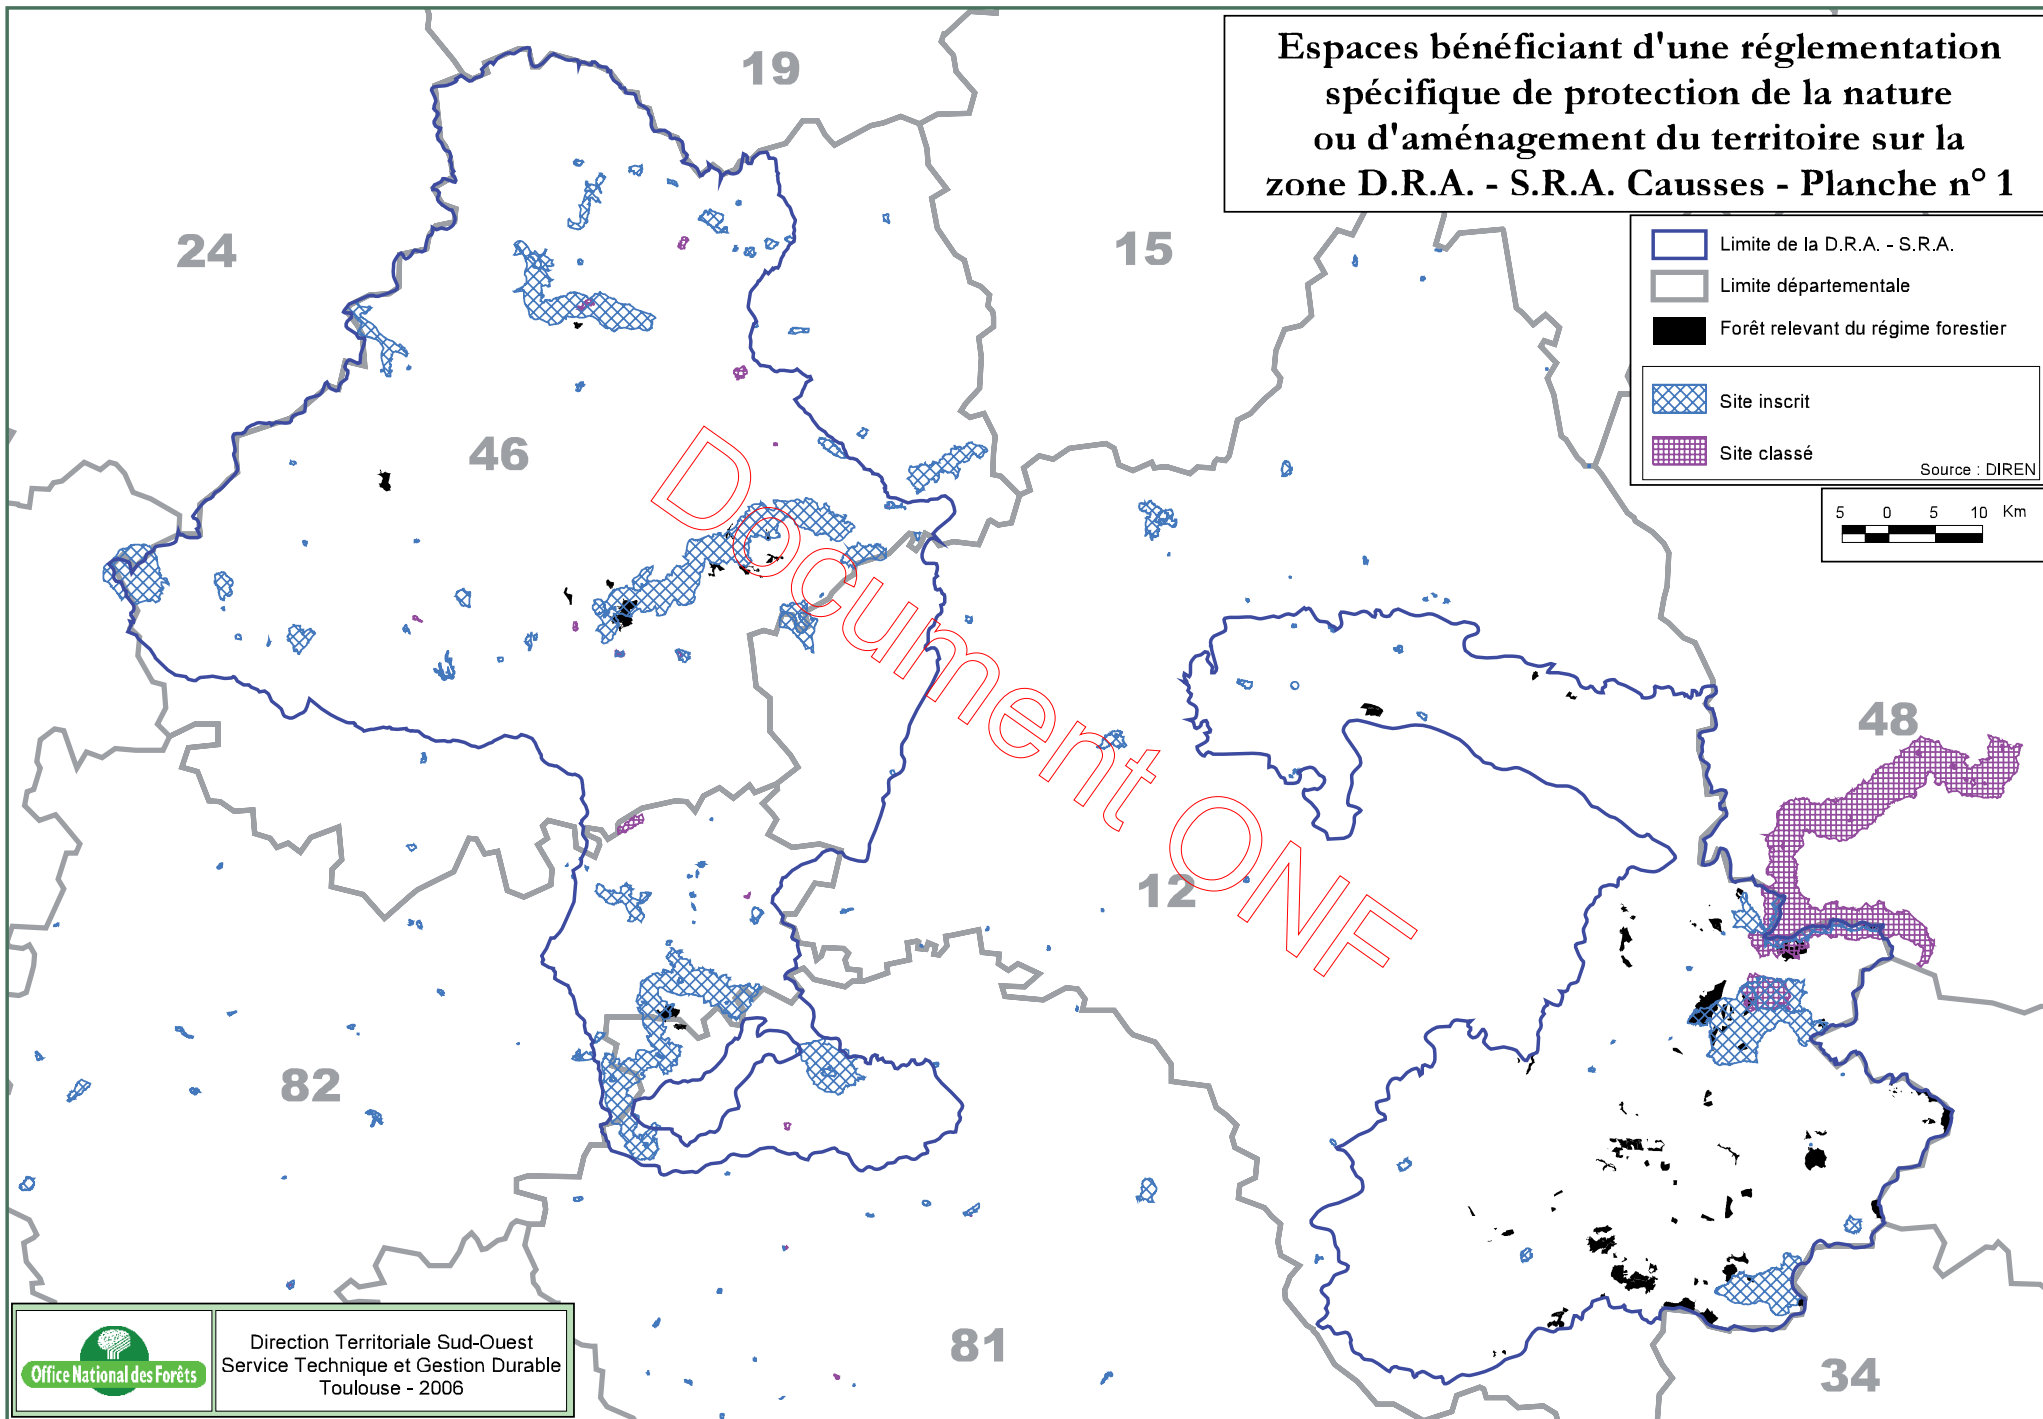 Espaces bénéficiant d'une réglementation
spécifique de protection de la nature
ou d'aménagement du territoire sur la
zone D.R.A. - S.R.A. Causses - Planche n° 1
Limite de la D.R.A. - S.R.A.
Limite départementale
Forêt relevant du régime forestier
Site inscrit
Site classé
Source : DIREN
5 0 5 10 Km
19
24
15
46
48
12
82
81
34
Document ONF
Office National des Forêts
Direction Territoriale Sud-Ouest
Service Technique et Gestion Durable
Toulouse - 2006